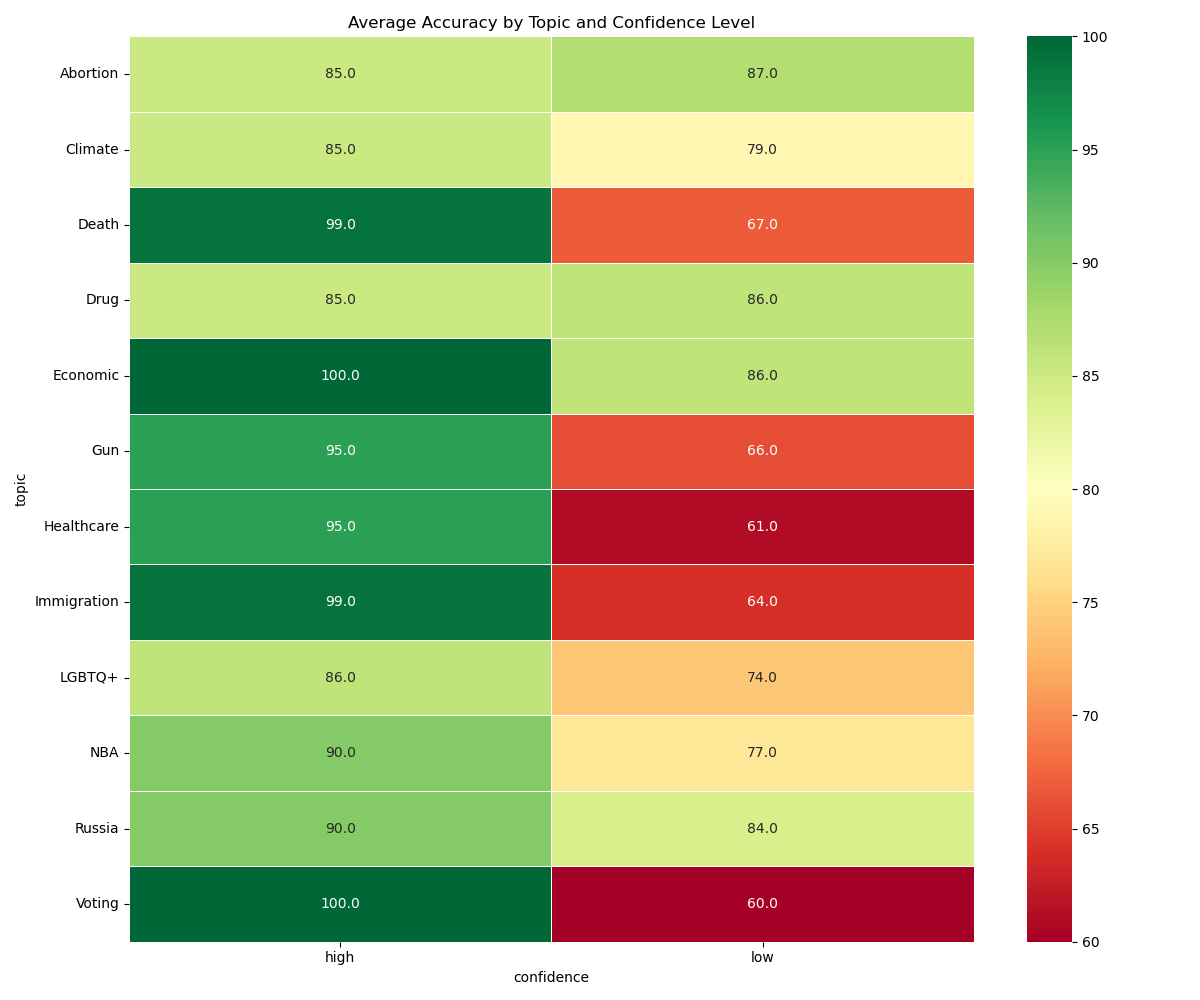 Average Accuracy by Topic and Confidence Level
Abortion 85.0 87.0 100
Climate 85.0 79.0 95
Death 99.0 67.0
90
Drug 85.0 86.0
Economic 100.0 86.0 85
Gun 95.0 66.0
topic
80
Healthcare 95.0 61.0
Immigration 99.0 64.0 75
LGBTQ+ 86.0 74.0
70
NBA 90.0 77.0
Russia 90.0 84.0 65
Voting 100.0 60.0
60
high low
confidence